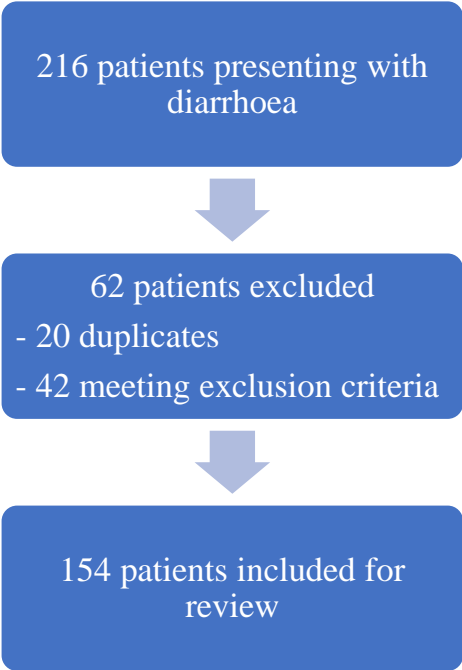 216 patients presenting with
diarrhoea
62 patients excluded
- 20 duplicates
- 42 meeting exclusion criteria
154 patients included for
review